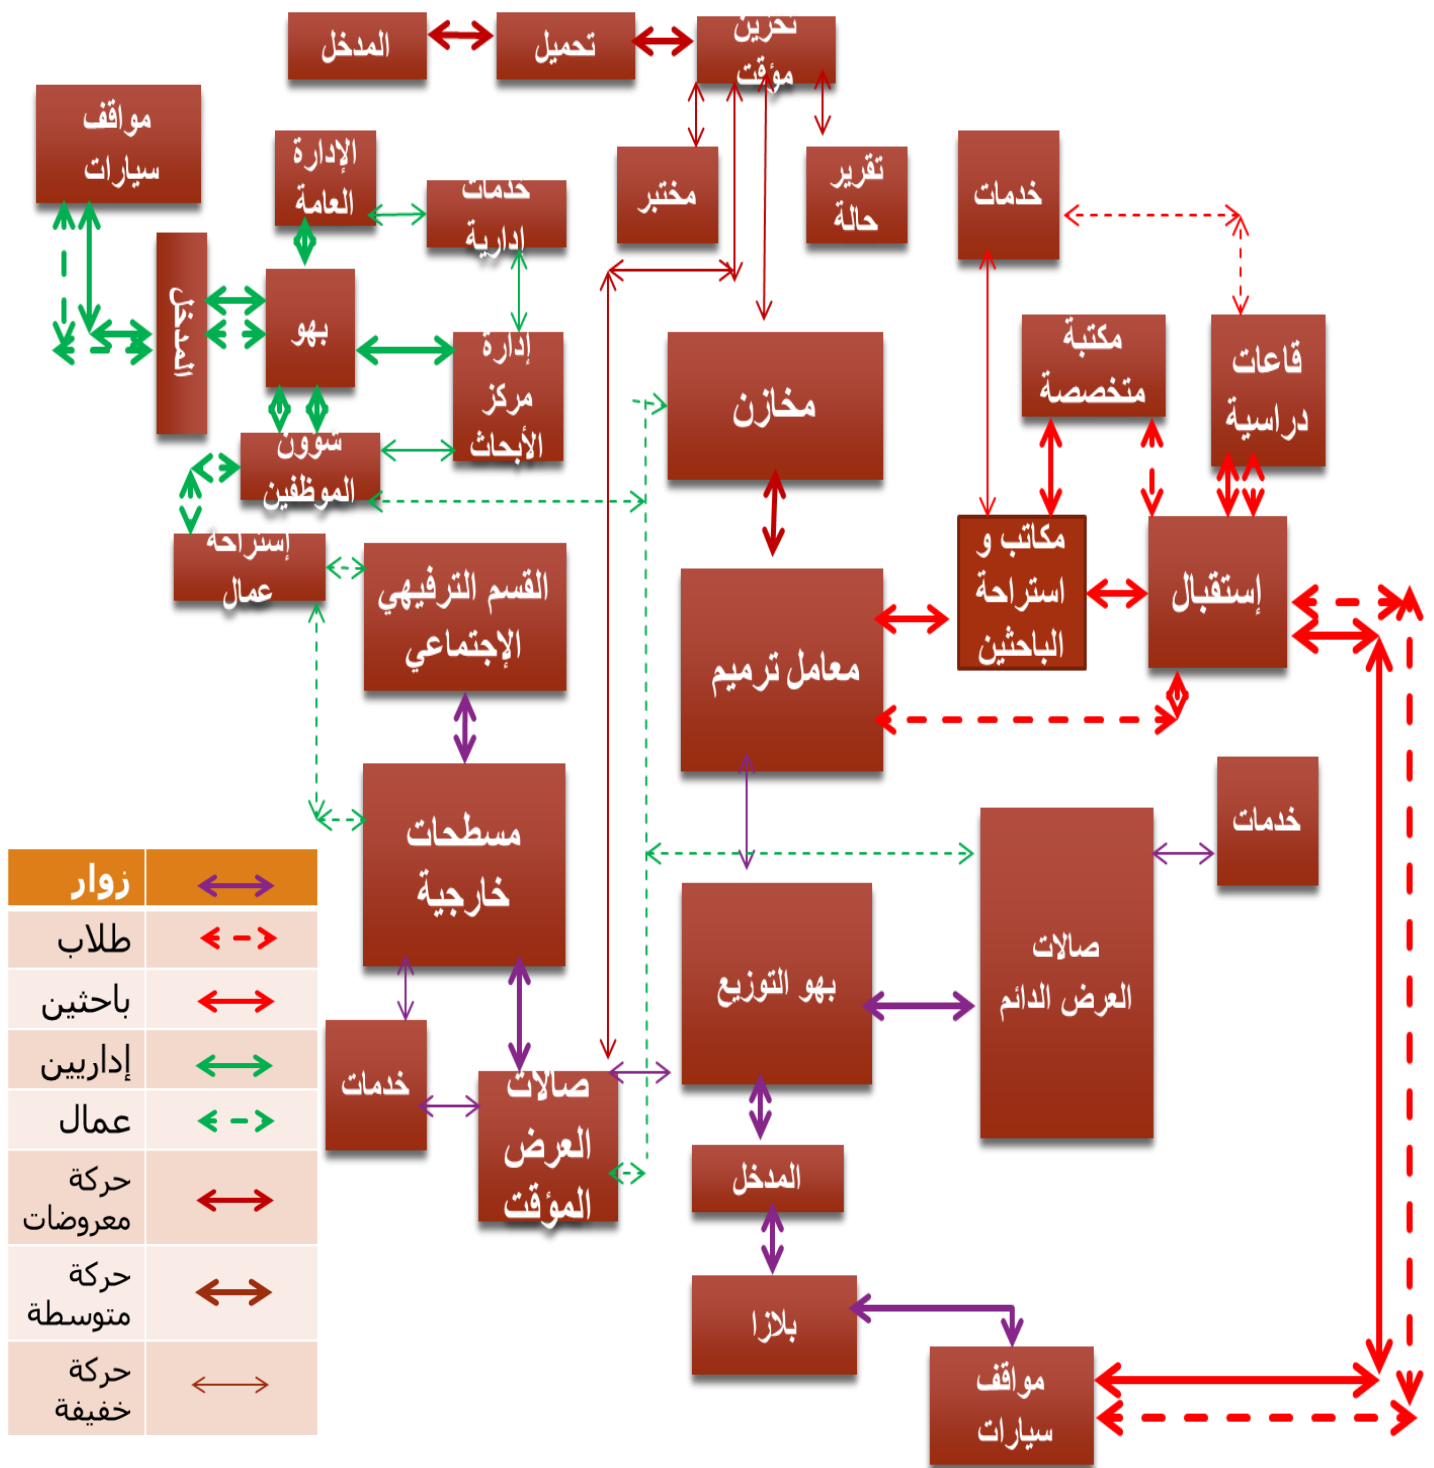 المدخل
تحميل
تخزين
مؤقت
مواقف
سيارات
الإدارة
العامة
خدمات
إدارية
مختبر
تقرير
حالة
خدمات
المدخل
بهو
إدارة
مركز
الأبحاث
مخازن
مكتبة
متخصصة
قاعات
دراسية
شؤون
الموظفين
إستراحة
عمال
القسم الترفيهي
الإجتماعي
معامل ترميم
مكاتب و
استراحة
الباحثين
إستقبال
مسطحات
خارجية
خدمات
صالات
العرض الدائم
بهو التوزيع
خدمات
صالات
العرض
المؤقت
المدخل
بلازا
مواقف
سيارات
زوار
طلاب
باحثين
إداريين
عمال
حركة
معروضات
حركة
متوسطة
حركة
خفيفة